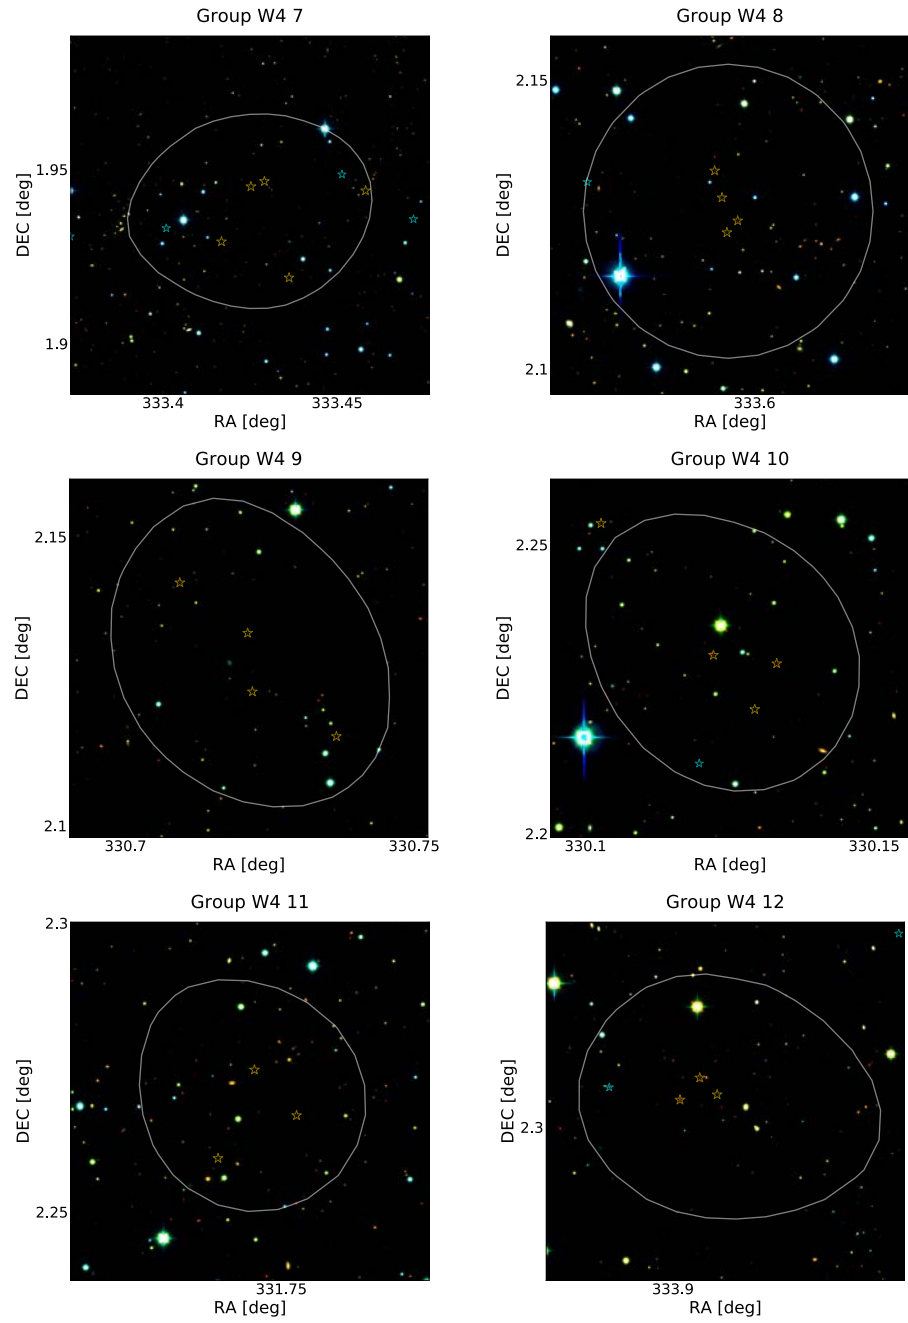 Group W4 7
Group W4 8
DEC [deg]
1.95
1.9
333.4
333.45
RA [deg]
DEC [deg]
2.15
2.1
333.6
RA [deg]
Group W4 9
Group W4 10
DEC [deg]
2.15
2.1
330.7
330.75
RA [deg]
DEC [deg]
2.25
2.2
330.1
330.15
RA [deg]
Group W4 11
Group W4 12
DEC [deg]
2.3
2.25
331.75
RA [deg]
DEC [deg]
2.3
333.9
RA [deg]